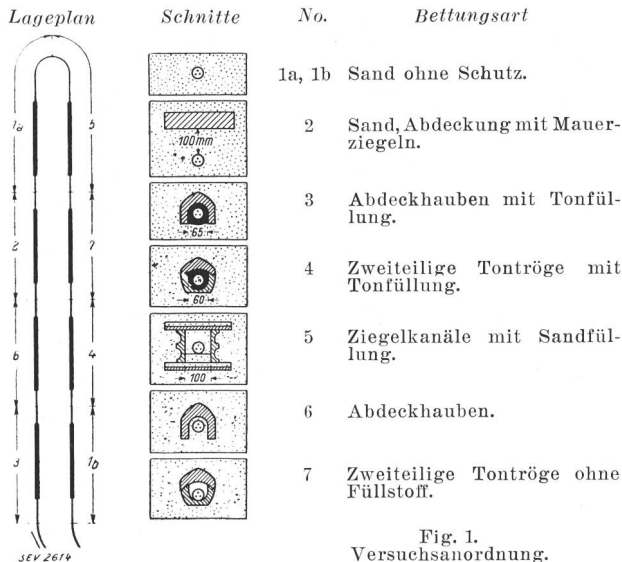 Lageplan Schnitte No. Bettungsart
1a, 1b Sand ohne Schutz.
2 Sand, Abdeckung mit Mauer-
ziegeln.
3 Abdeckhauben mit Tonfül-
lung.
4 Zweiteilige Tontröge mit
Tonfüllung.
5 Ziegelkanäle mit Sandfül-
lung.
6 Abdeckhauben.
7 Zweiteilige Tontröge ohne
Füllstoff.
1a
5
2
7
6
4
3
1b
100mm
65
60
100
SEV 2614
Fig. 1.
Versuchsanordnung.